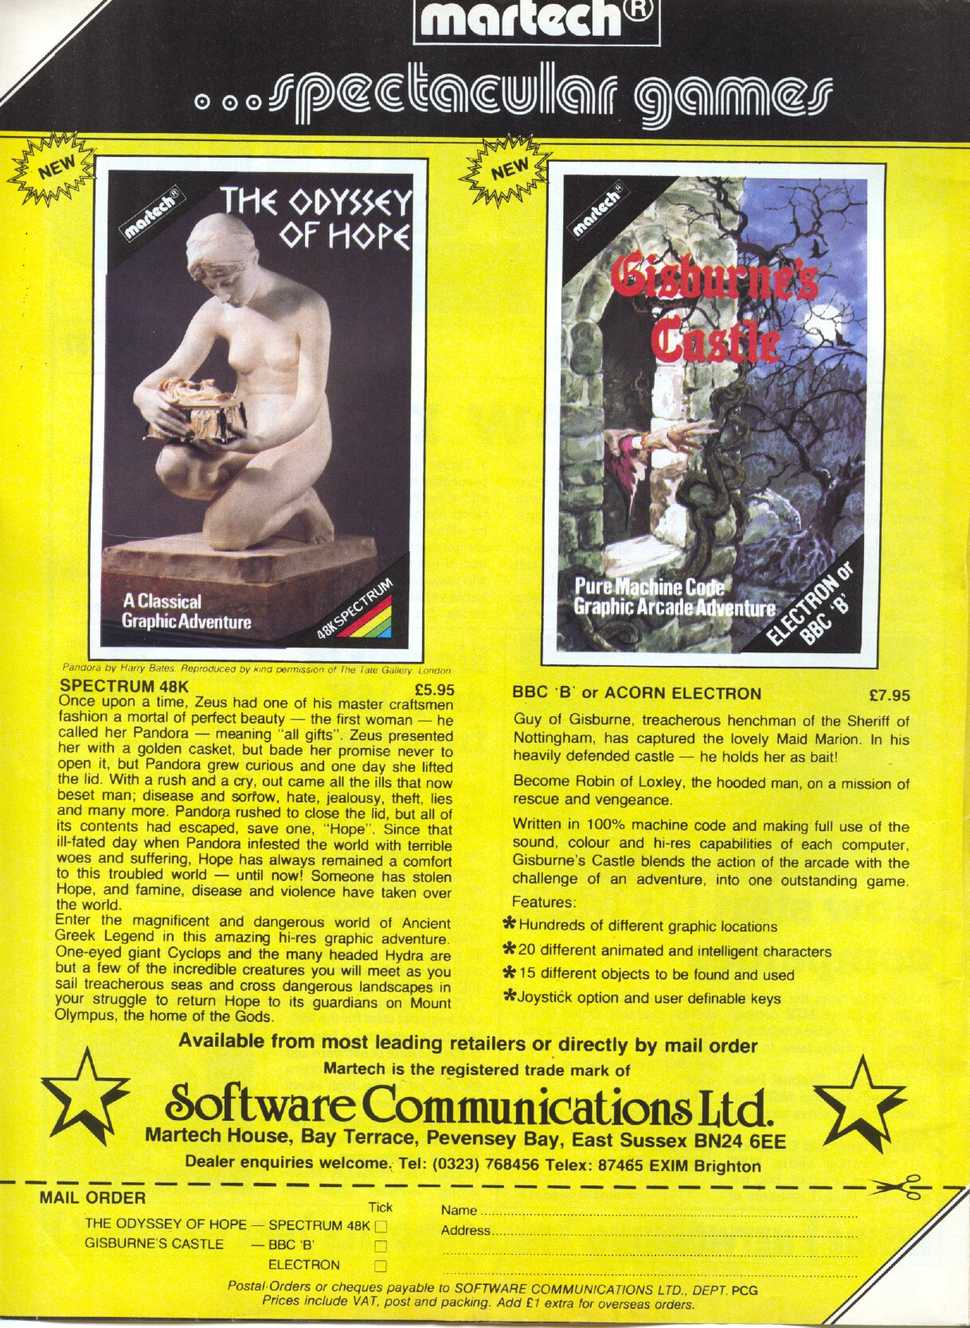 martech®
...spectacular games
NEW
martech®
THE ODYSSEY
OF HOPE
A Classical
Graphic Adventure
48K SPECTRUM
Pandora by Harry Bates. Reproduced by kind permission of The Tate Gallery, London
SPECTRUM 48K £5.95
Once upon a time, Zeus had one of his master craftsmen
fashion a mortal of perfect beauty — the first woman — he
called her Pandora — meaning "all gifts". Zeus presented
her with a golden casket, but bade her promise never to
open it, but Pandora grew curious and one day she lifted
the lid. With a rush and a cry, out came all the ills that now
beset man; disease and sorrow, hate, jealousy, theft, lies
and many more. Pandora rushed to close the lid, but all of
its contents had escaped, save one, "Hope". Since that
ill-fated day when Pandora infested the world with terrible
woes and suffering, Hope has always remained a comfort
to this troubled world — until now! Someone has stolen
Hope, and famine, disease and violence have taken over
the world.
Enter the magnificent and dangerous world of Ancient
Greek Legend in this amazing hi-res graphic adventure.
One-eyed giant Cyclops and the many headed Hydra are
but a few of the incredible creatures you will meet as you
sail treacherous seas and cross dangerous landscapes in
your struggle to return Hope to its guardians on Mount
Olympus, the home of the Gods.
NEW
martech®
Gisburne's
Castle
Pure Machine Code
Graphic Arcade Adventure
ELECTRON or
BBC 'B'
BBC 'B' or ACORN ELECTRON £7.95
Guy of Gisburne, treacherous henchman of the Sheriff of
Nottingham, has captured the lovely Maid Marion. In his
heavily defended castle — he holds her as bait!
Become Robin of Loxley, the hooded man, on a mission of
rescue and vengeance.
Written in 100% machine code and making full use of the
sound, colour and hi-res capabilities of each computer,
Gisburne's Castle blends the action of the arcade with the
challenge of an adventure, into one outstanding game.
Features:
* Hundreds of different graphic locations
* 20 different animated and intelligent characters
* 15 different objects to be found and used
* Joystick option and user definable keys
Available from most leading retailers or directly by mail order
Martech is the registered trade mark of
Software Communications Ltd.
Martech House, Bay Terrace, Pevensey Bay, East Sussex BN24 6EE
Dealer enquiries welcome. Tel: (0323) 768456 Telex: 87465 EXIM Brighton
MAIL ORDER
Tick
THE ODYSSEY OF HOPE — SPECTRUM 48K
GISBURNE'S CASTLE — BBC 'B'
ELECTRON
Name
Address
Postal Orders or cheques payable to SOFTWARE COMMUNICATIONS LTD., DEPT. PCG
Prices include VAT, post and packing. Add £1 extra for overseas orders.